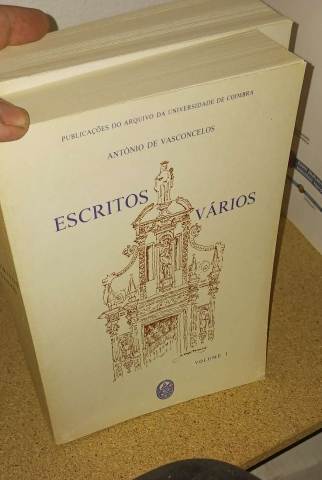 PUBLICAÇÕES DO ARQUIVO DA UNIVERSIDADE DE COIMBRA
ANTÓNIO DE VASCONCELOS
ESCRITOS VÁRIOS
VOLUME I